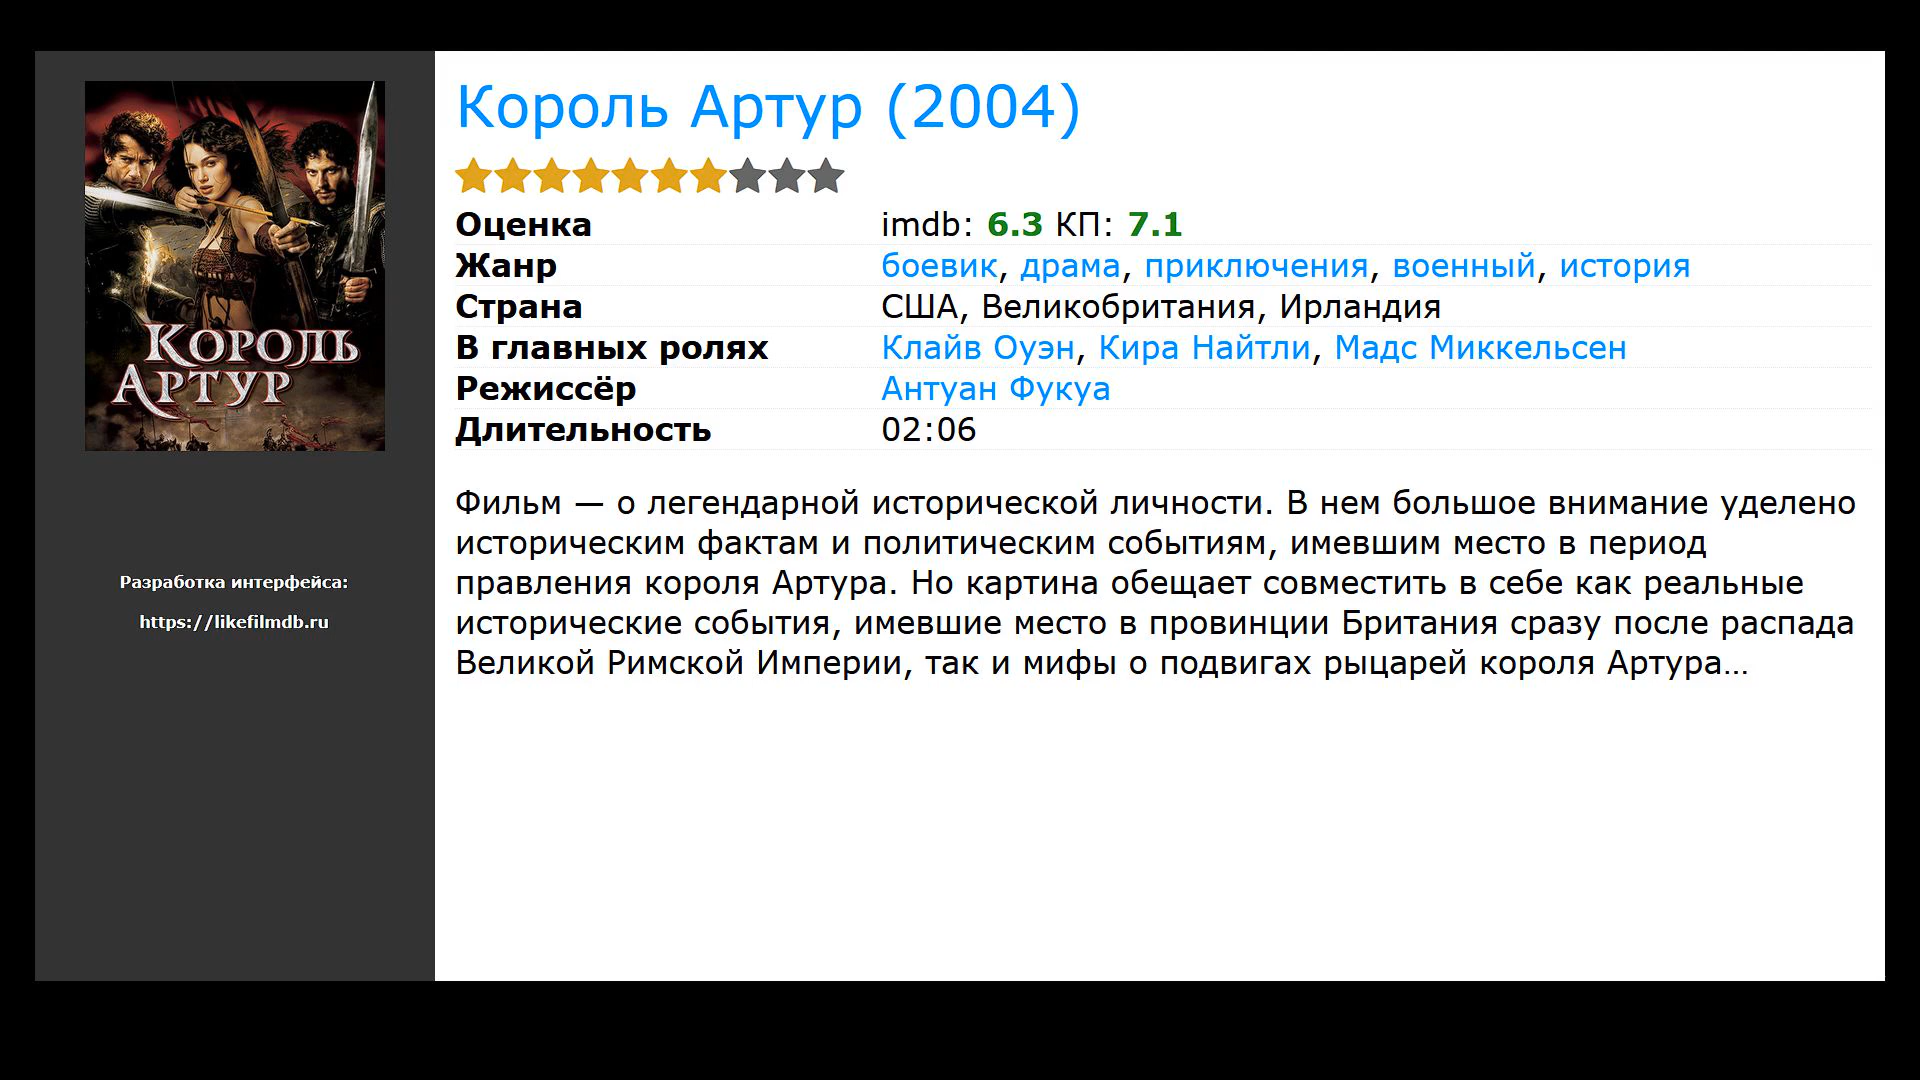 КОРОЛЬ
АРТУР
Разработка интерфейса:
https://likefilmdb.ru
Король Артур (2004)
Оценка imdb: 6.3 КП: 7.1
Жанр боевик, драма, приключения, военный, история
Страна США, Великобритания, Ирландия
В главных ролях Клайв Оуэн, Кира Найтли, Мадс Миккельсен
Режиссёр Антуан Фукуа
Длительность 02:06
Фильм — о легендарной исторической личности. В нем большое внимание уделено
историческим фактам и политическим событиям, имевшим место в период
правления короля Артура. Но картина обещает совместить в себе как реальные
исторические события, имевшие место в провинции Британия сразу после распада
Великой Римской Империи, так и мифы о подвигах рыцарей короля Артура...